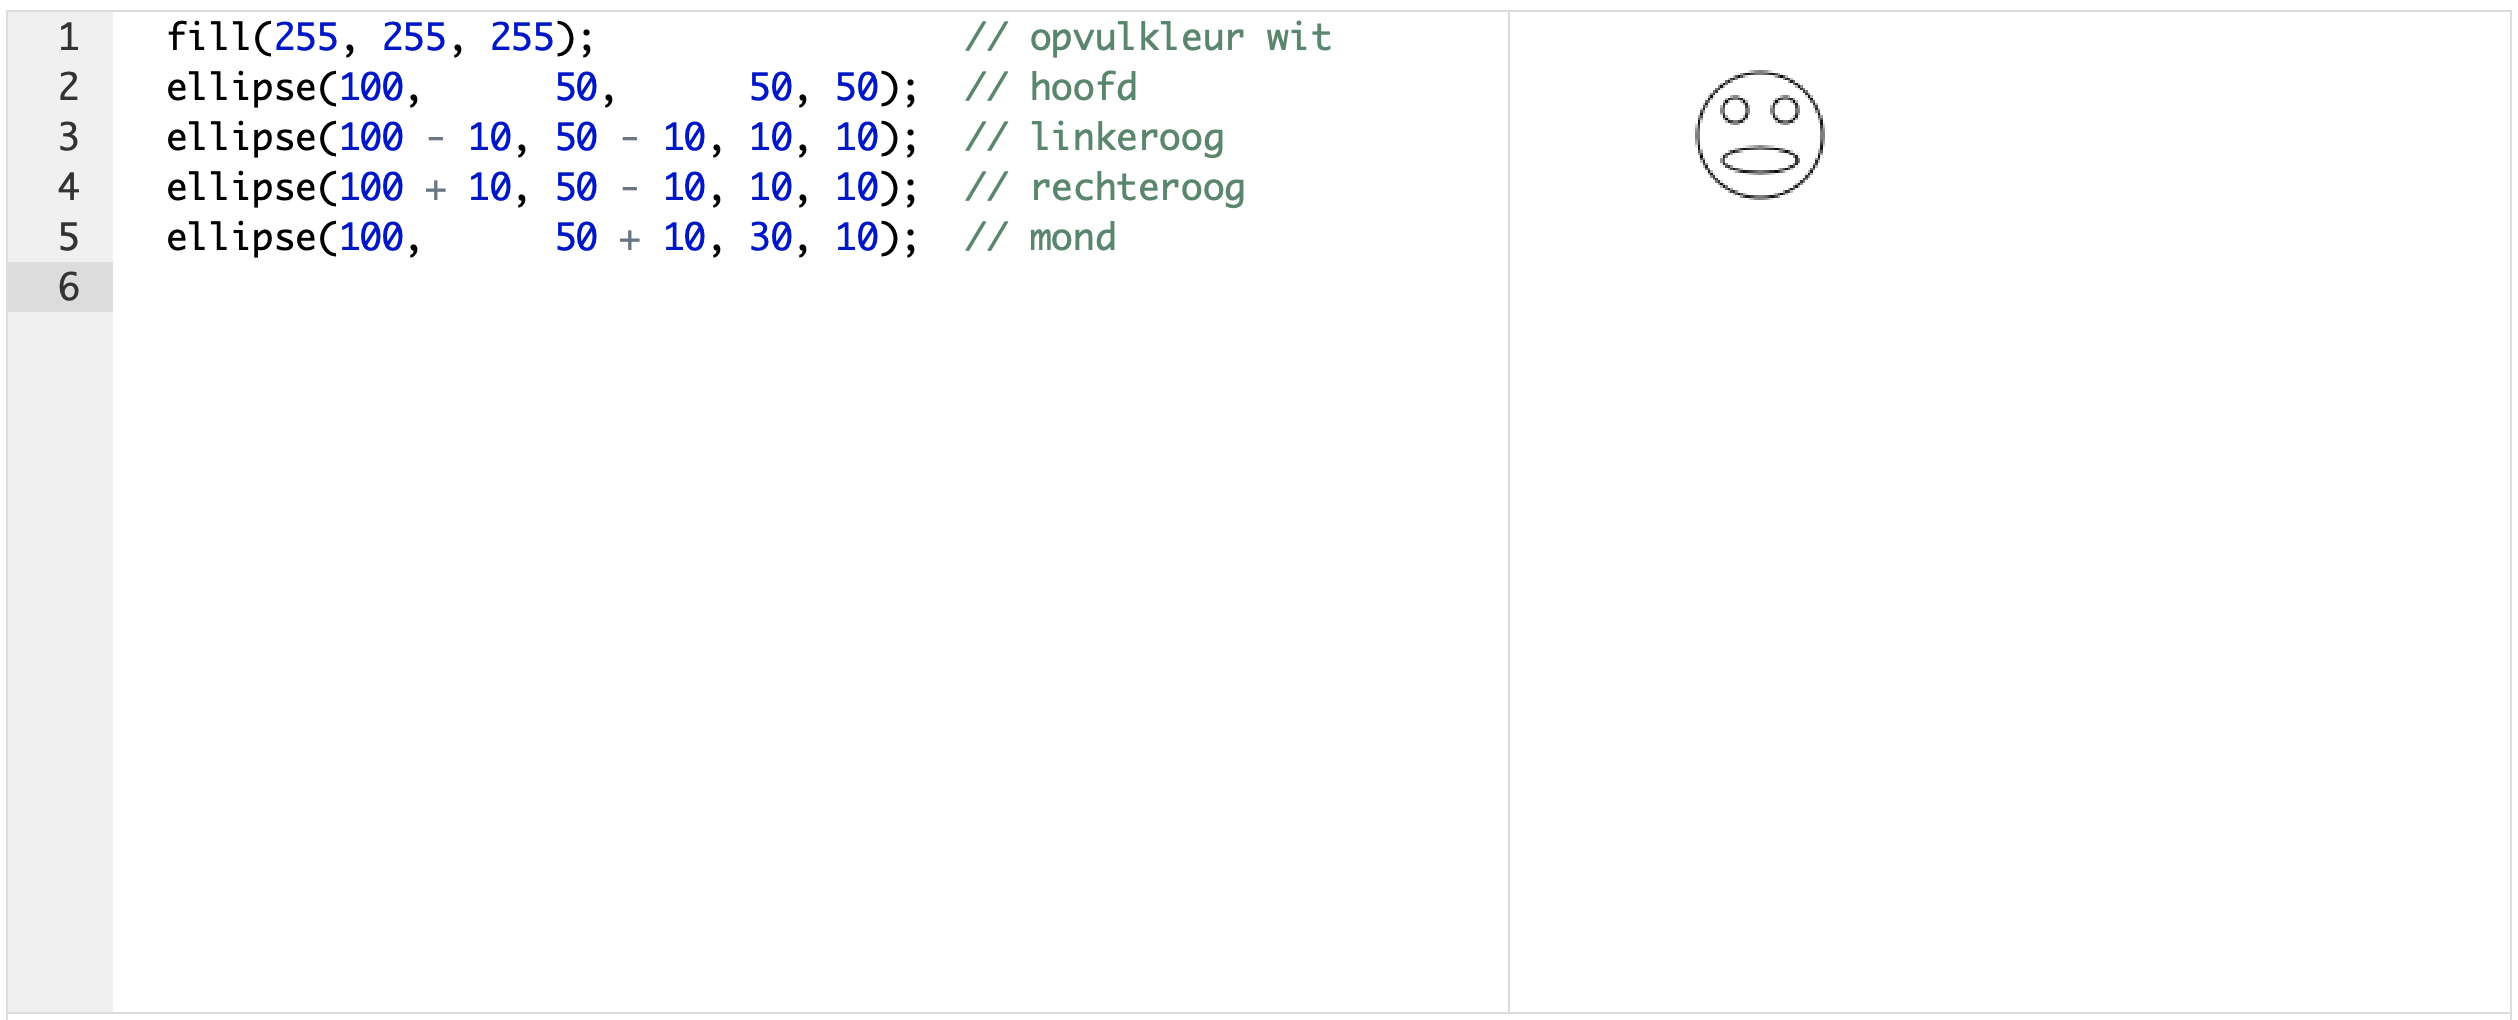 1 fill(255, 255, 255); // opvulkleur wit
2 ellipse(100, 50, 50, 50); // hoofd
3 ellipse(100 - 10, 50 - 10, 10, 10); // linkeroog
4 ellipse(100 + 10, 50 - 10, 10, 10); // rechteroog
5 ellipse(100, 50 + 10, 30, 10); // mond
6